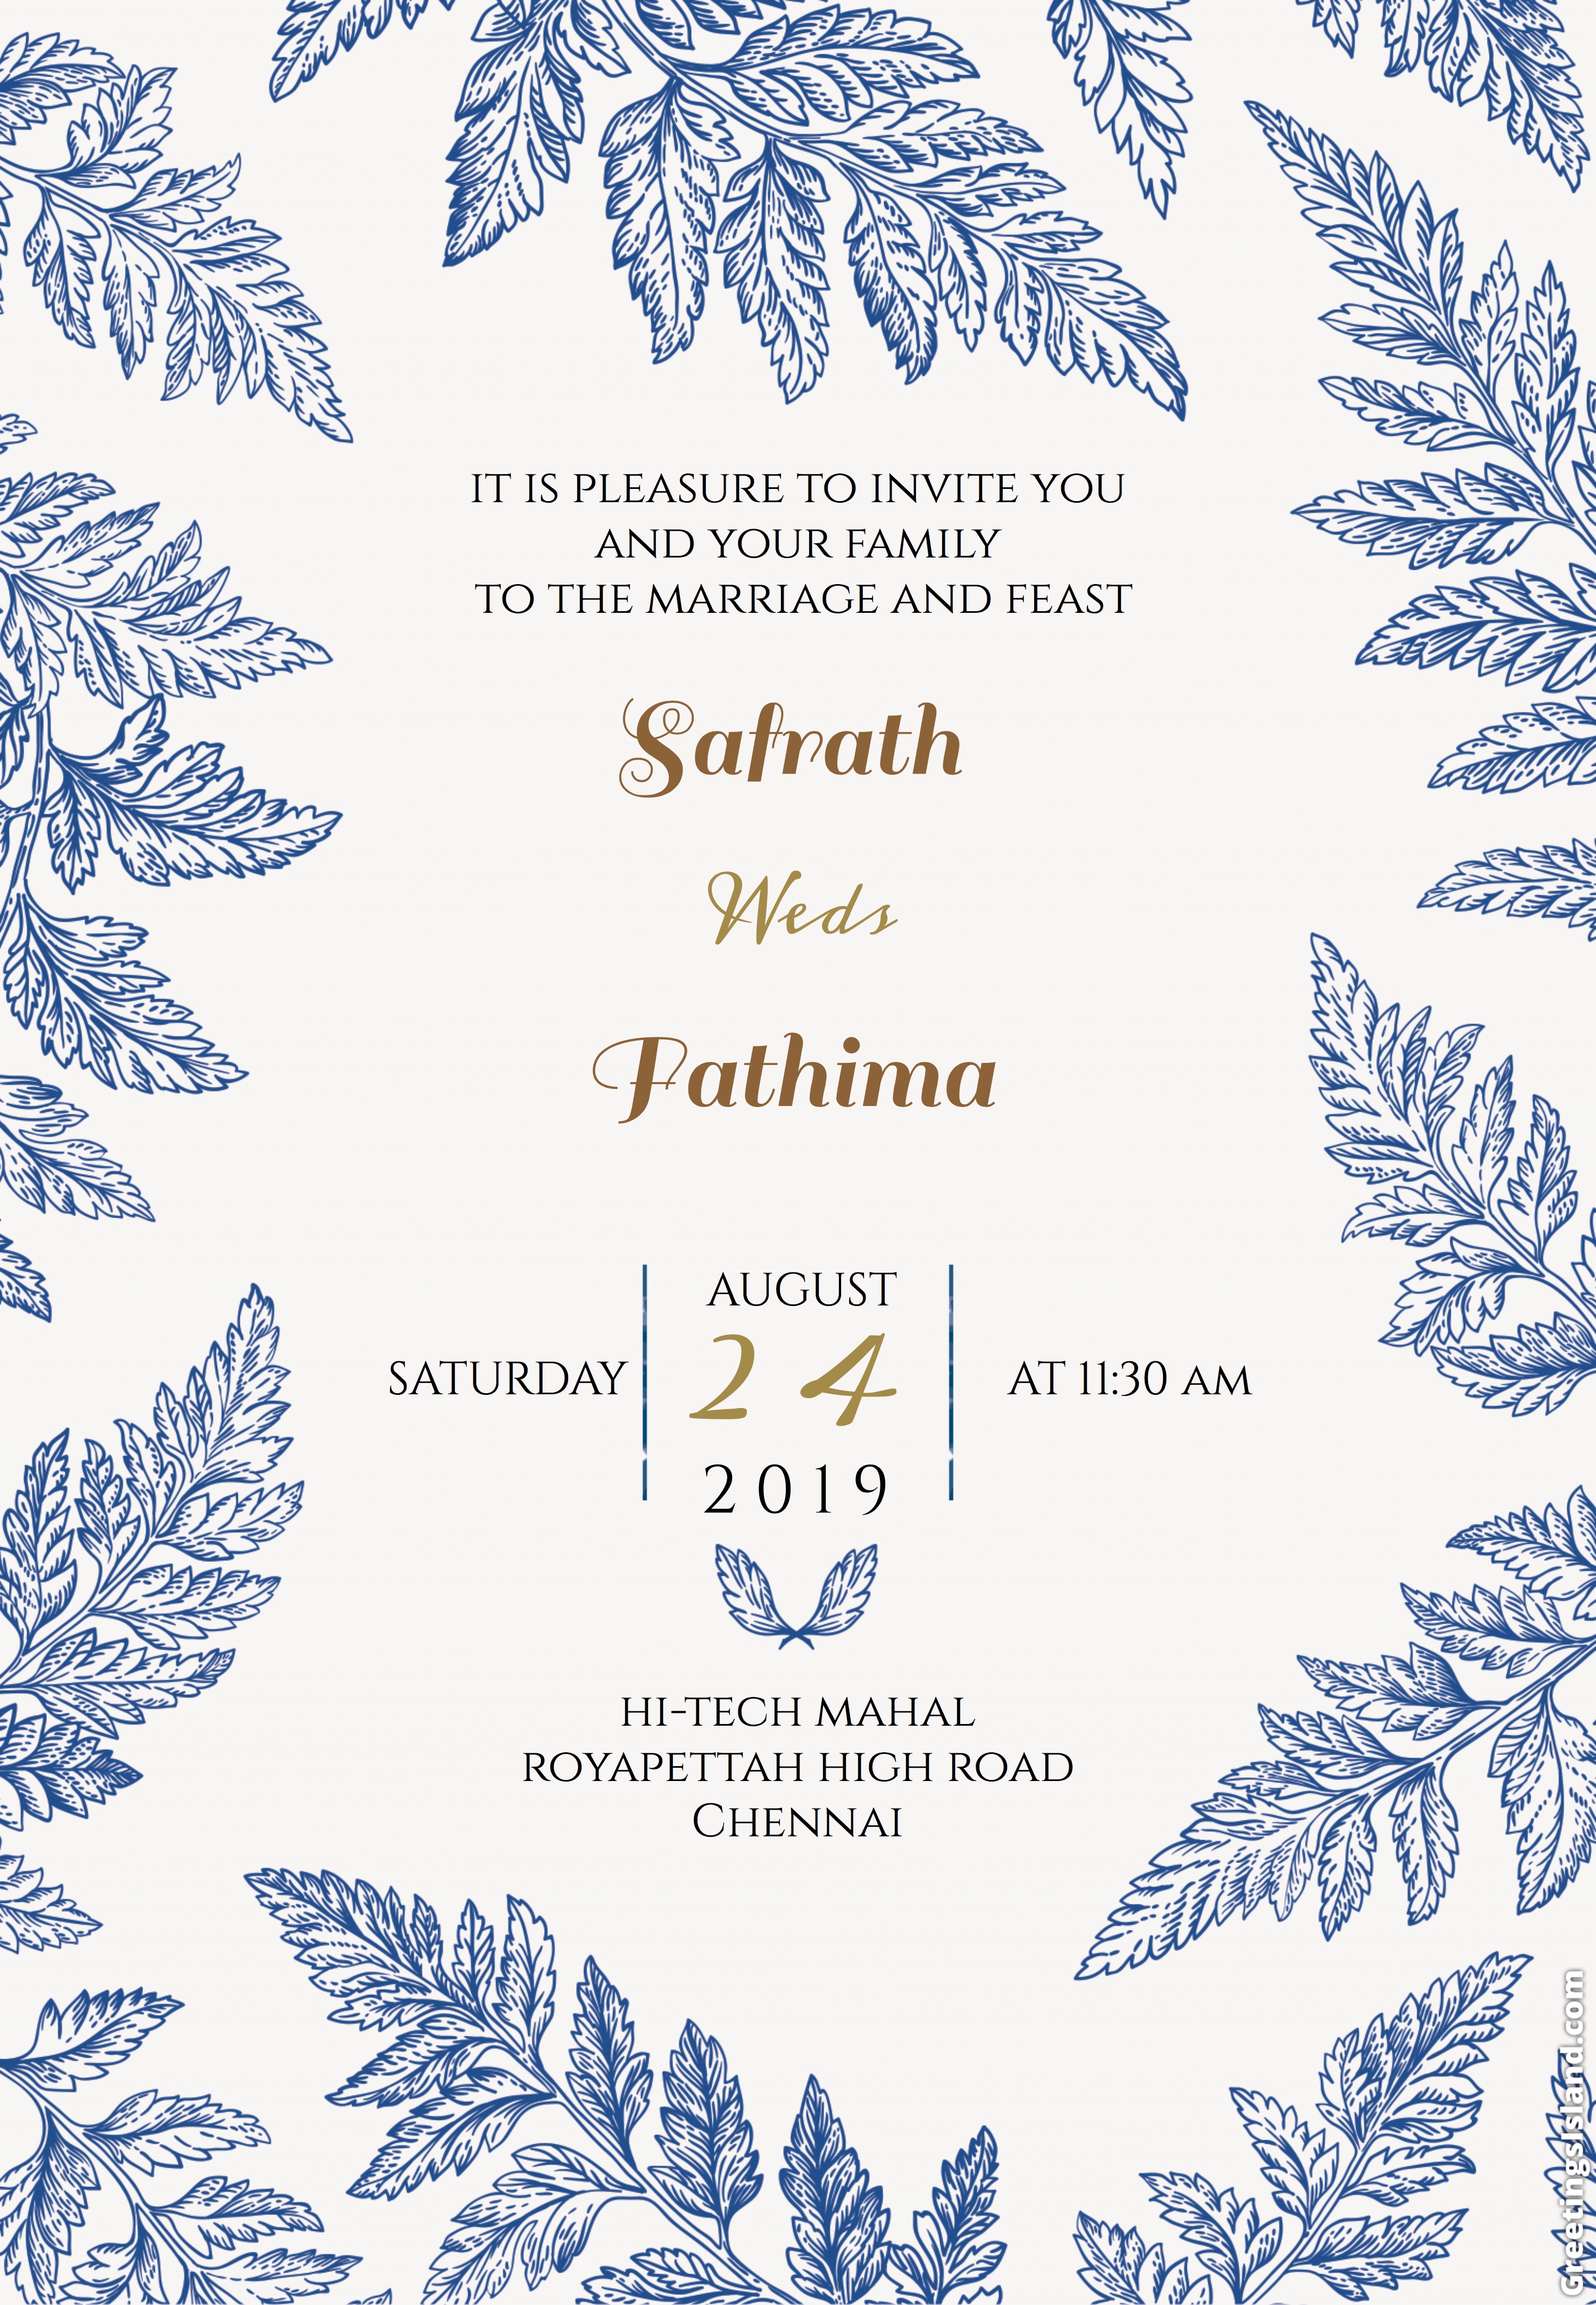 IT IS PLEASURE TO INVITE YOU
AND YOUR FAMILY
TO THE MARRIAGE AND FEAST
Safrath
Weds
Fathima
AUGUST
SATURDAY 24 AT 11:30 AM
2019
HI-TECH MAHAL
ROYAPETTAH HIGH ROAD
CHENNAI
GreetingsIsland.com